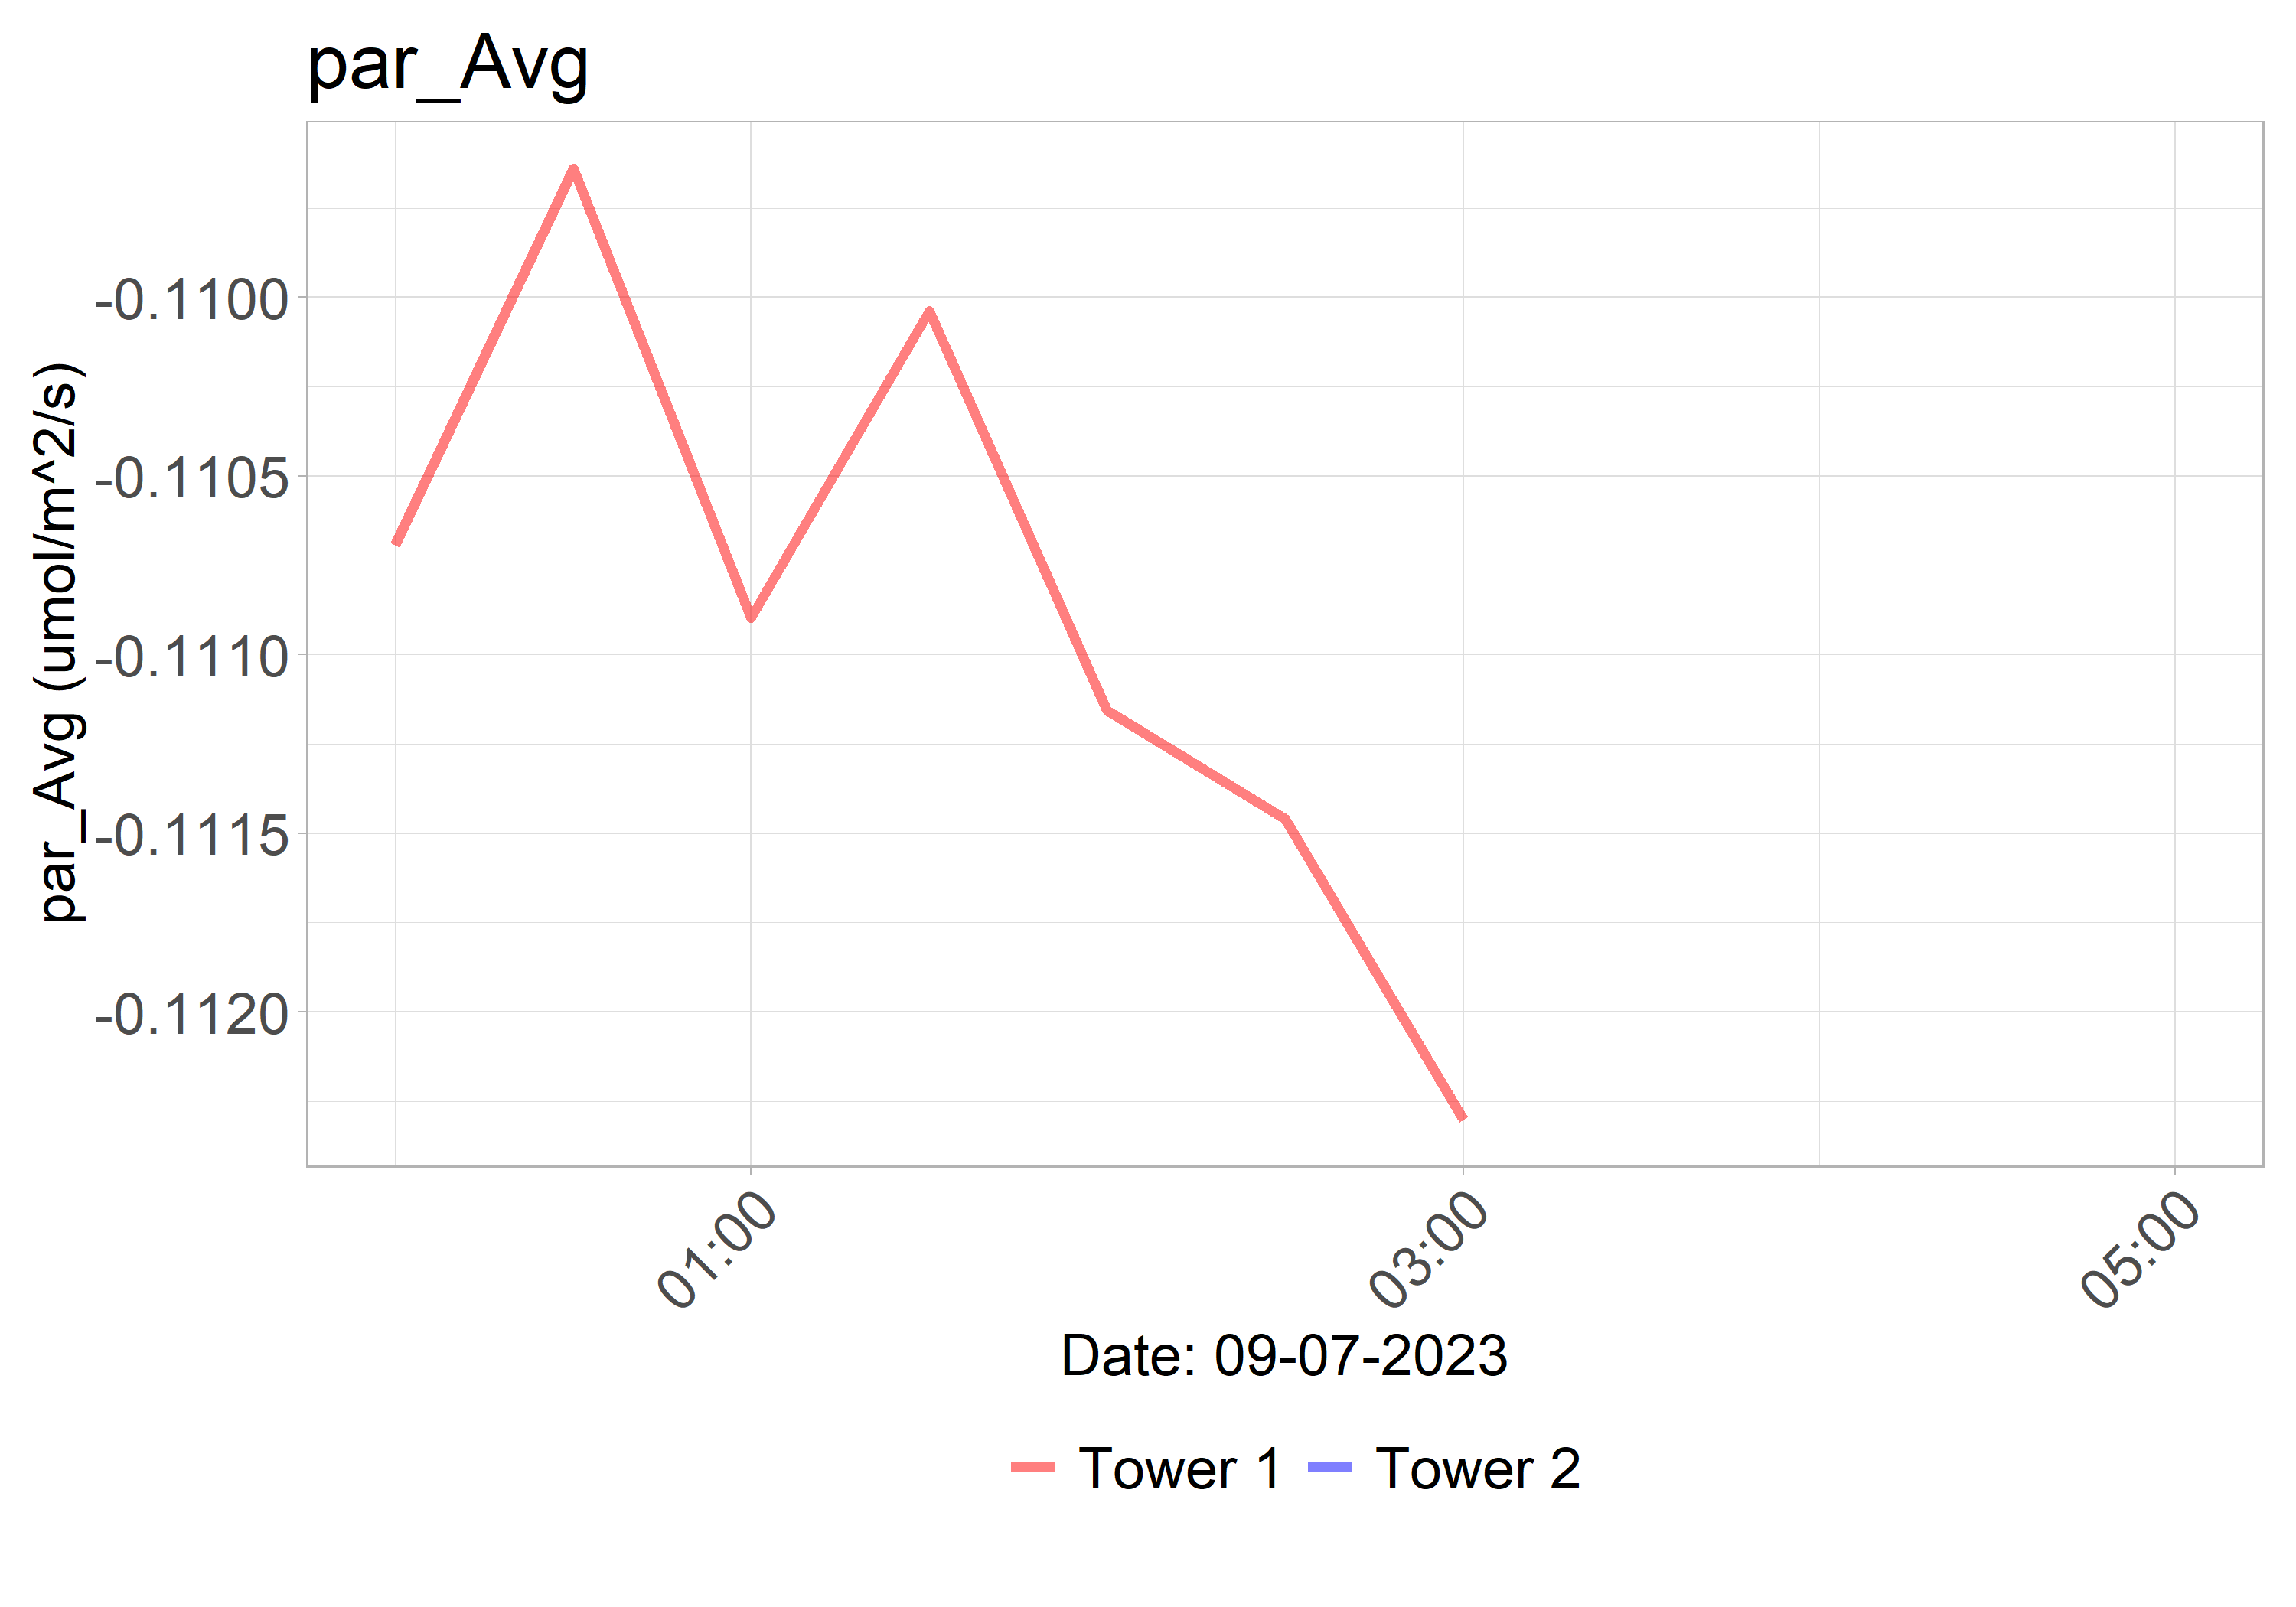 par_Avg
par_Avg (umol/m^2/s)
-0.1100
-0.1105
-0.1110
-0.1115
-0.1120
01:00
03:00
05:00
Date: 09-07-2023
Tower 1
Tower 2